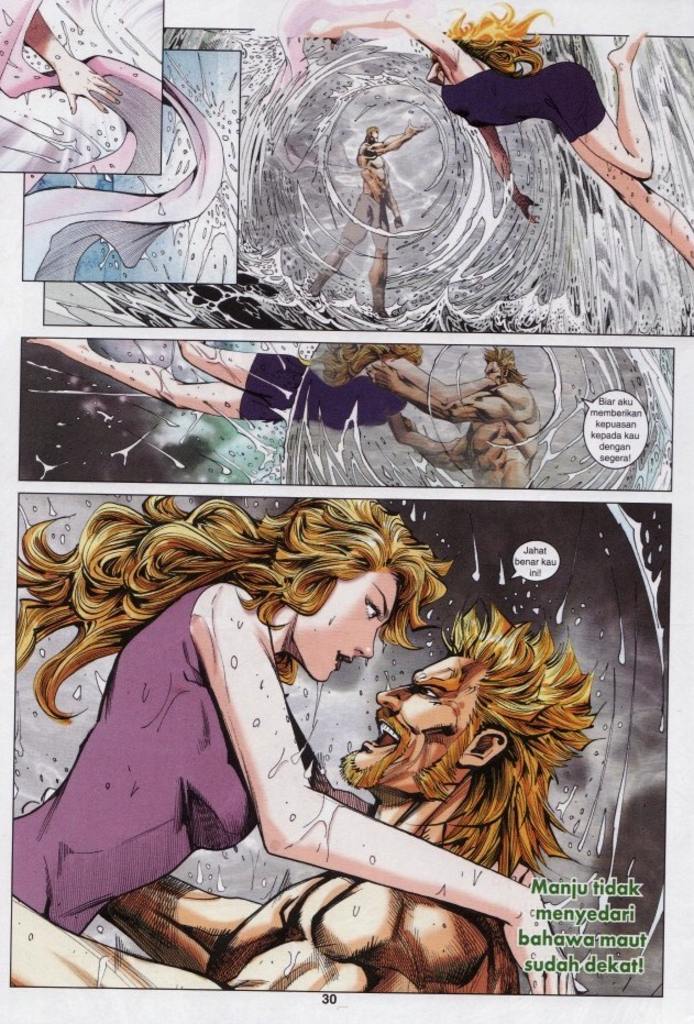 Biar aku
memberikan
kepuasan
kepada kau
dengan
segera!
Jahat
benar kau
ini!
Manju tidak
menyedari
bahawa maut
sudah dekat!
30